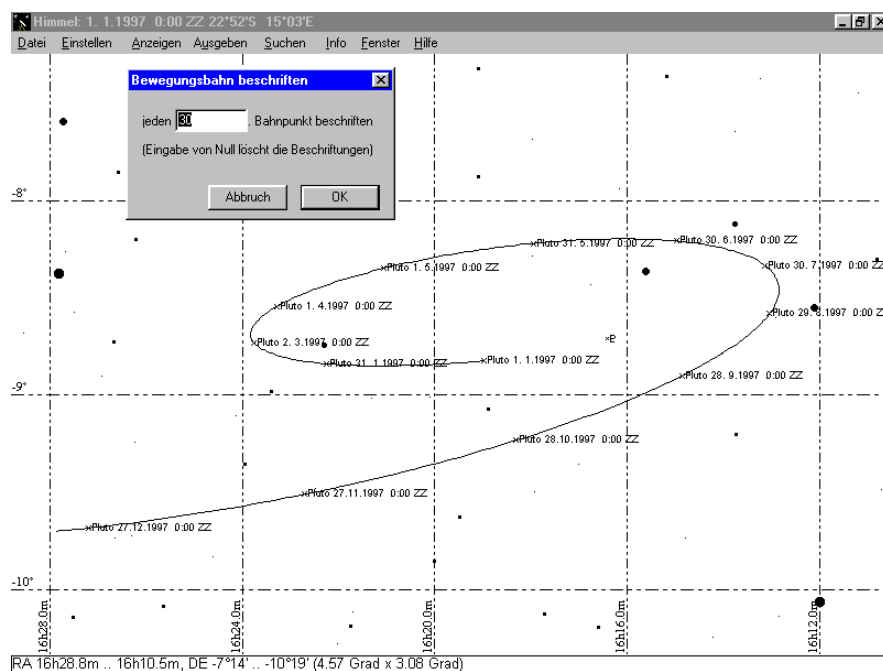 Himmel: 1. 1.1997 0:00 ZZ 22°52'S 15°03'E
Datei Einstellen Anzeigen Ausgeben Suchen Info Fenster Hilfe
Bewegungsbahn beschriften
jeden 30 . Bahnpunkt beschriften
(Eingabe von Null löscht die Beschriftungen)
Abbruch OK
-8°
Pluto 31. 5.1997 0:00 ZZ
Pluto 30. 6.1997 0:00 ZZ
Pluto 1. 5.1997 0:00 ZZ
Pluto 30. 7.1997 0:00 ZZ
Pluto 1. 4.1997 0:00 ZZ
Pluto 29. 8.1997 0:00 ZZ
Pluto 2. 3.1997 0:00 ZZ
P
Pluto 31. 1.1997 0:00 ZZ
Pluto 1. 1.1997 0:00 ZZ
Pluto 28. 9.1997 0:00 ZZ
-9°
Pluto 28.10.1997 0:00 ZZ
Pluto 27.11.1997 0:00 ZZ
Pluto 27.12.1997 0:00 ZZ
-10°
16h28.0m
16h24.0m
16h20.0m
16h16.0m
16h12.0m
RA 16h28.8m .. 16h10.5m, DE -7°14' .. -10°19' (4.57 Grad x 3.08 Grad)